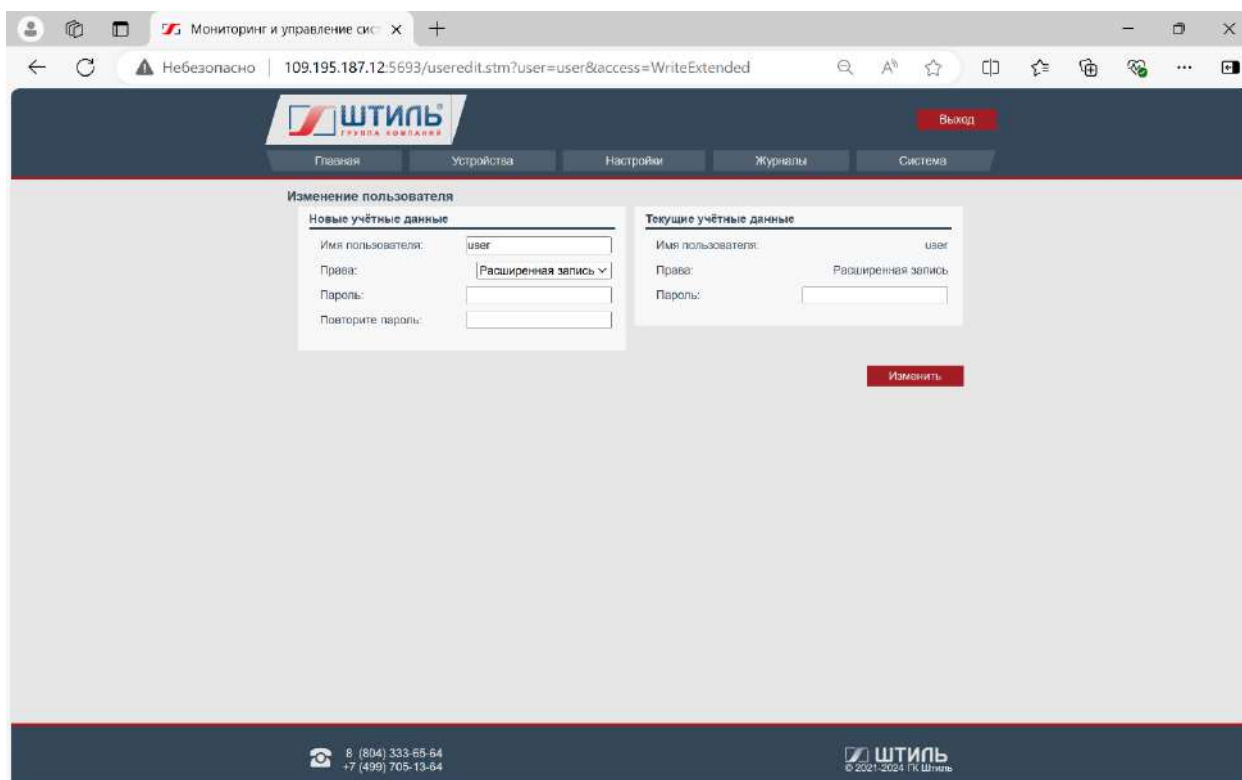 Мониторинг и управление сис
Небезопасно
109.195.187.12:5693/useredit.stm?user=user&access=WriteExtended
ШТИЛЬ
ГРУППА КОМПАНИЙ
Выход
Главная Устройства Настройки Журналы Система
Изменение пользователя
Новые учётные данные
Имя пользователя: user
Права: Расширенная запись
Пароль:
Повторите пароль:
Текущие учётные данные
Имя пользователя: user
Права: Расширенная запись
Пароль:
Изменить
8 (804) 333-65-64
+7 (499) 705-13-64
ШТИЛЬ
© 2021-2024 ГК Штиль